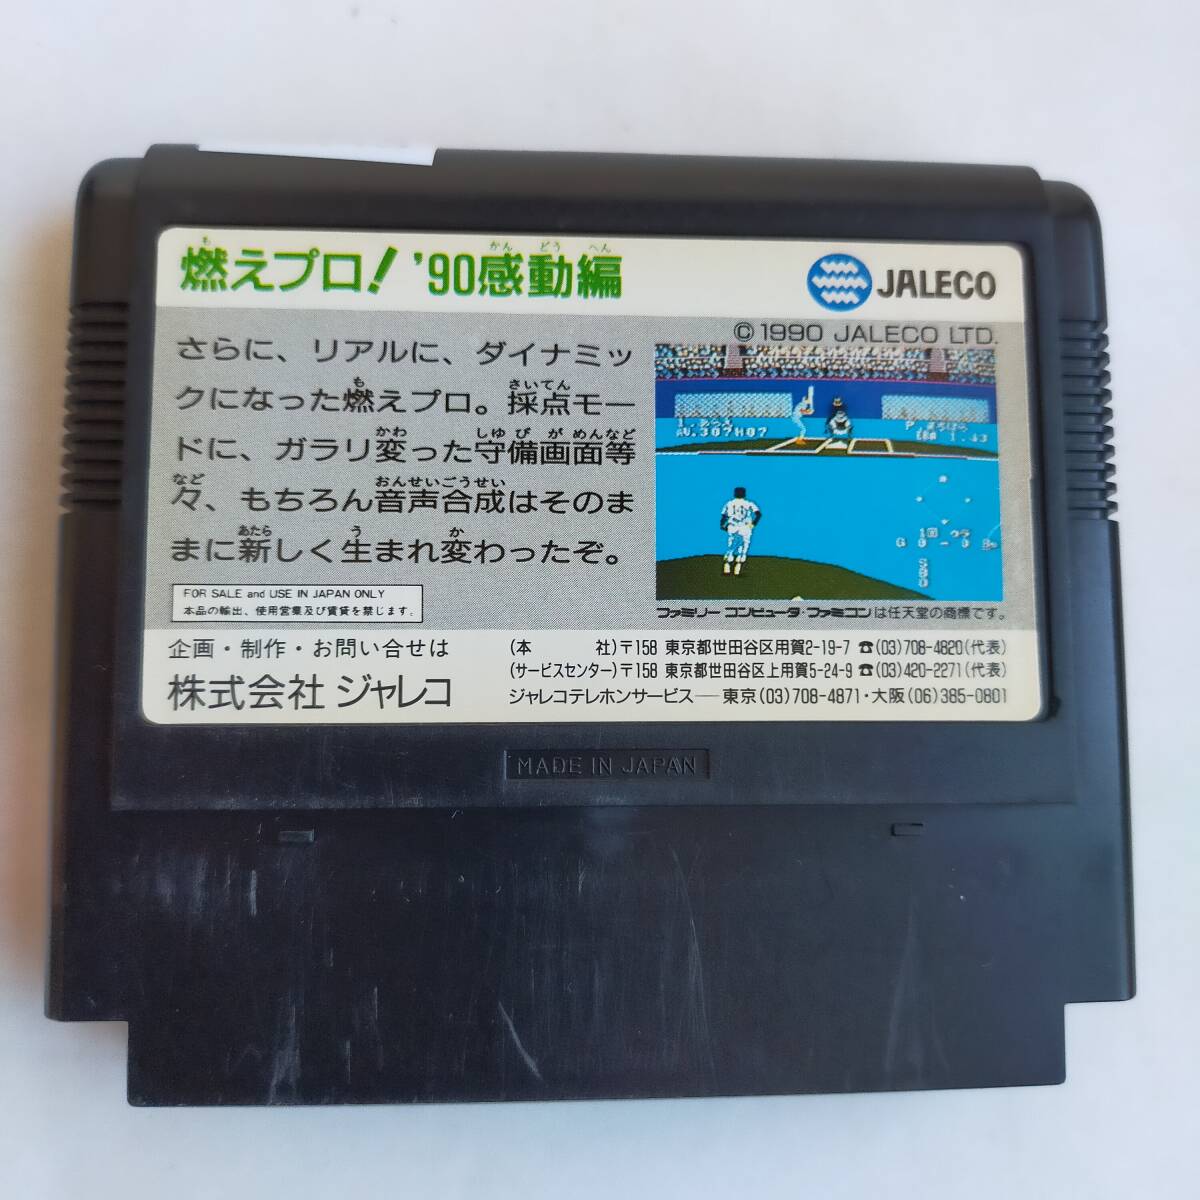 燃えプロ! '90感動編
JALECO
©1990 JALECO LTD.
さらに、リアルに、ダイナミッ
クになった燃えプロ。採点モー
ドに、ガラリ変った守備画面等
々、もちろん音声合成はそのま
まに新しく生まれ変わったぞ。
AV.307H07
ERA 1.43
FOR SALE and USE IN JAPAN ONLY
本品の輸出、使用営業及び賃貸を禁じます。
ファミリーコンピュータ・ファミコンは任天堂の商標です。
企画・制作・お問い合せは
株式会社 ジャレコ
(本 社)〒158 東京都世田谷区用賀2-19-7 ☎(03)708-4820(代表)
(サービスセンター)〒158 東京都世田谷区上用賀5-24-9 ☎(03)420-2271(代表)
ジャレコテレホンサービス─東京(03)708-4871・大阪(06)385-0801
MADE IN JAPAN